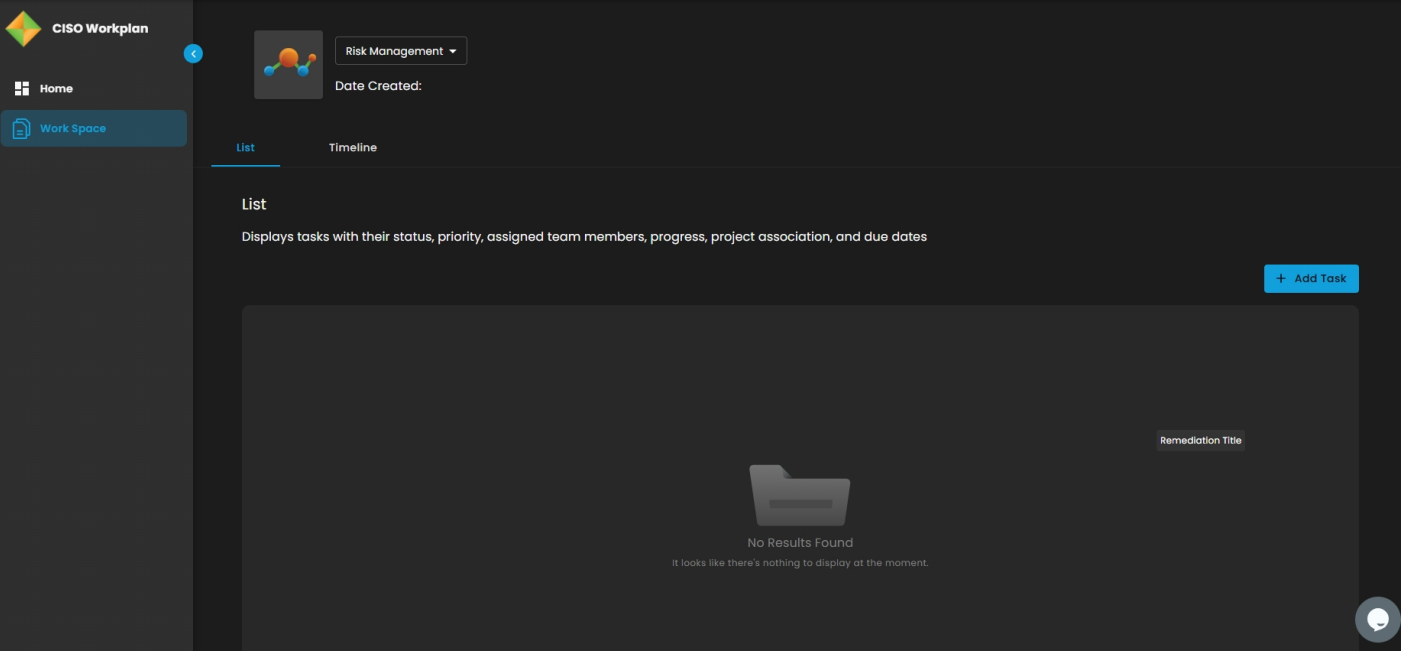 CISO Workplan
Home
Work Space
Risk Management
Date Created:
List
Timeline
List
Displays tasks with their status, priority, assigned team members, progress, project association, and due dates
+ Add Task
Remediation Title
No Results Found
It looks like there's nothing to display at the moment.